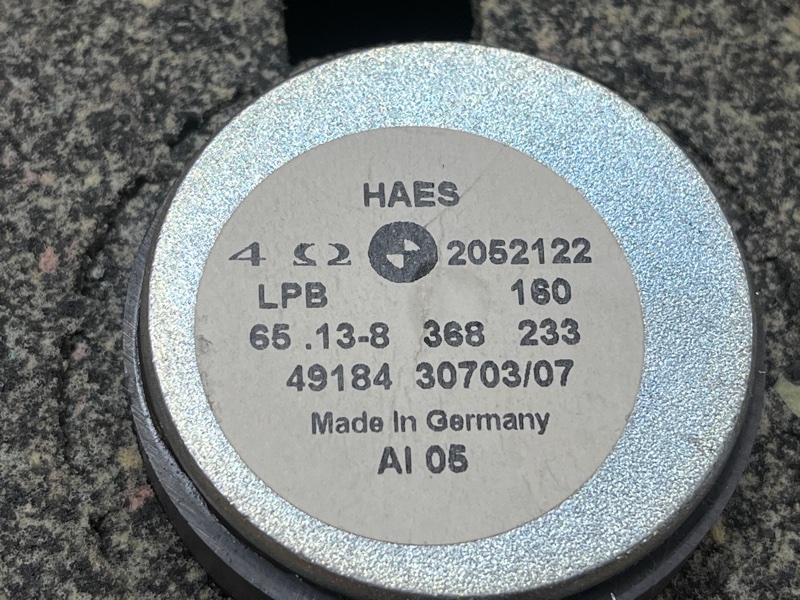 HAES
4 Ω 2052122
LPB 160
65 .13-8 368 233
49184 30703/07
Made In Germany
AI 05